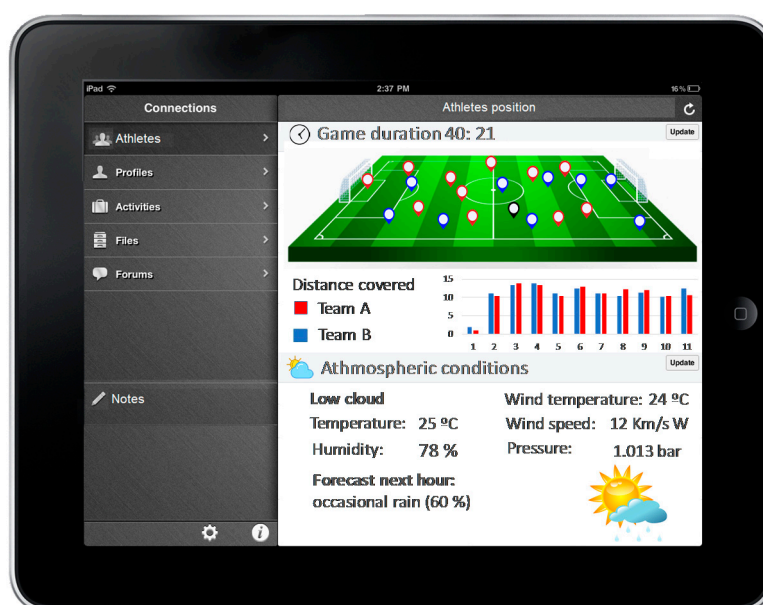 iPad 2:37 PM 16%
Connections
Athletes position
Athletes
Profiles
Activities
Files
Forums
Notes
Game duration 40: 21
Update
Distance covered
Team A
Team B
15
10
5
0
1 2 3 4 5 6 7 8 9 10 11
Athmospheric conditions
Update
Low cloud
Temperature: 25 ºC
Humidity: 78 %
Wind temperature: 24 ºC
Wind speed: 12 Km/s W
Pressure: 1.013 bar
Forecast next hour:
occasional rain (60 %)